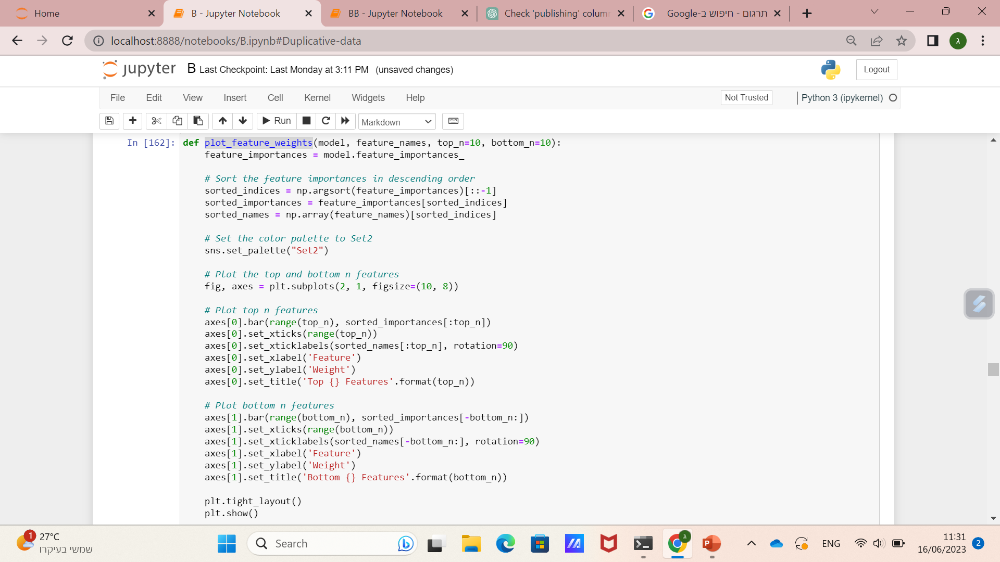 Home
B - Jupyter Notebook
BB - Jupyter Notebook
Check 'publishing' colum
תרגום - חיפוש ב-Google
localhost:8888/notebooks/B.ipynb#Duplicative-data
ג
jupyter B Last Checkpoint: Last Monday at 3:11 PM (unsaved changes)
Logout
File Edit View Insert Cell Kernel Widgets Help
Not Trusted
Python 3 (ipykernel)
Run
Markdown
In [162]: def plot_feature_weights(model, feature_names, top_n=10, bottom_n=10):
    feature_importances = model.feature_importances_

    # Sort the feature importances in descending order
    sorted_indices = np.argsort(feature_importances)[::-1]
    sorted_importances = feature_importances[sorted_indices]
    sorted_names = np.array(feature_names)[sorted_indices]

    # Set the color palette to Set2
    sns.set_palette("Set2")

    # Plot the top and bottom n features
    fig, axes = plt.subplots(2, 1, figsize=(10, 8))

    # Plot top n features
    axes[0].bar(range(top_n), sorted_importances[:top_n])
    axes[0].set_xticks(range(top_n))
    axes[0].set_xticklabels(sorted_names[:top_n], rotation=90)
    axes[0].set_xlabel('Feature')
    axes[0].set_ylabel('Weight')
    axes[0].set_title('Top {} Features'.format(top_n))

    # Plot bottom n features
    axes[1].bar(range(bottom_n), sorted_importances[-bottom_n:])
    axes[1].set_xticks(range(bottom_n))
    axes[1].set_xticklabels(sorted_names[-bottom_n:], rotation=90)
    axes[1].set_xlabel('Feature')
    axes[1].set_ylabel('Weight')
    axes[1].set_title('Bottom {} Features'.format(bottom_n))

    plt.tight_layout()
    plt.show()
1
27°C
שמשי בעיקרו
Search
ג
P
ENG
11:31
16/06/2023
2